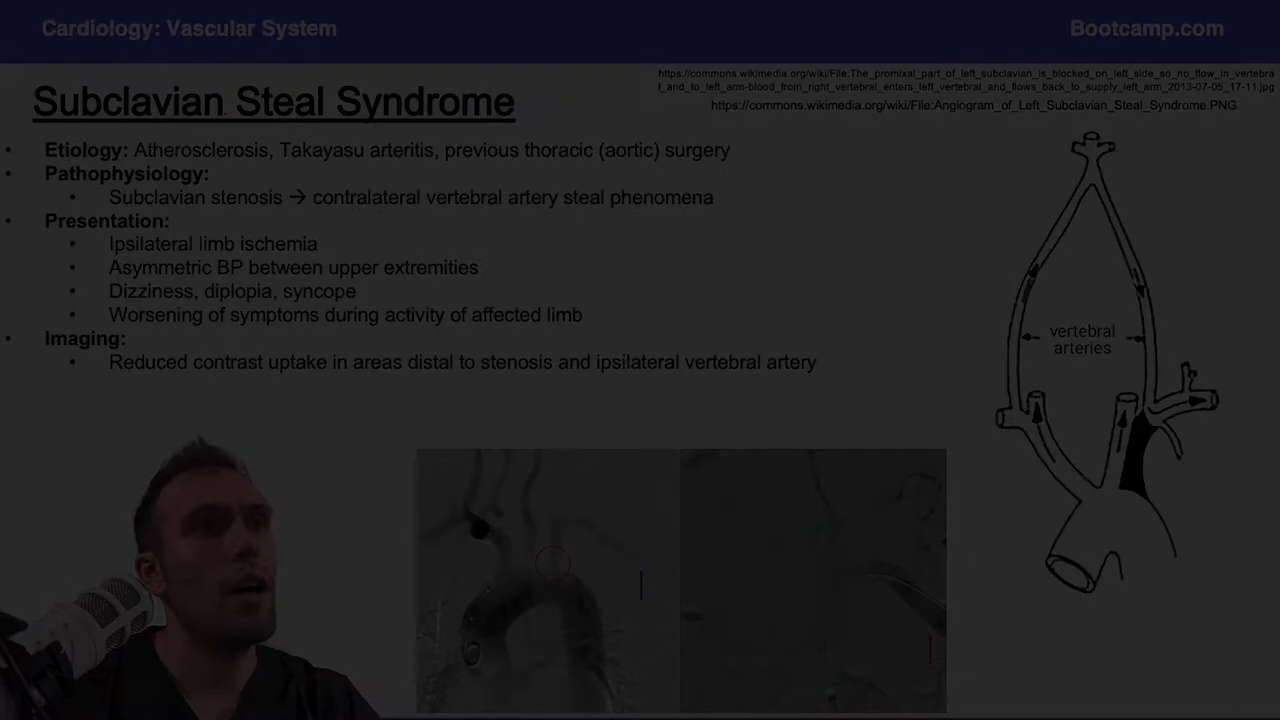 Cardiology: Vascular System
Bootcamp.com
https://commons.wikimedia.org/wiki/File:The_promixal_part_of_left_subclavian_is_blocked_on_left_side_so_no_flow_in_vertebra
l_and_to_left_arm-blood_from_right_vertebral_enters_left_vertebral_and_flows_back_to_supply_left_arm_2013-07-05_17-11.jpg
https://commons.wikimedia.org/wiki/File:Angiogram_of_Left_Subclavian_Steal_Syndrome.PNG
Subclavian Steal Syndrome
• Etiology: Atherosclerosis, Takayasu arteritis, previous thoracic (aortic) surgery
• Pathophysiology:
• Subclavian stenosis → contralateral vertebral artery steal phenomena
• Presentation:
• Ipsilateral limb ischemia
• Asymmetric BP between upper extremities
• Dizziness, diplopia, syncope
• Worsening of symptoms during activity of affected limb
• Imaging:
• Reduced contrast uptake in areas distal to stenosis and ipsilateral vertebral artery
vertebral
arteries